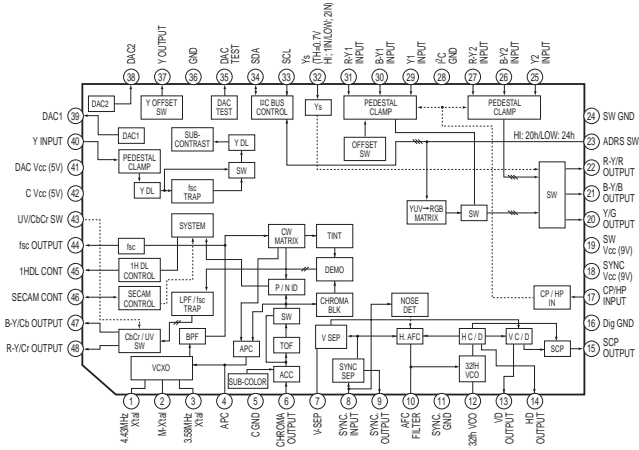 DAC2
Y OUTPUT
GND
DAC
TEST
SDA
SCL
Ys
(TH=0.7V
HI; 1IN/LOW; 2IN)
R-Y1
INPUT
B-Y1
INPUT
Y1
INPUT
I²C
GND
R-Y2
INPUT
B-Y2
INPUT
Y2
INPUT
38
37
36
35
34
33
32
31
30
29
28
27
26
25
DAC1
39
Y INPUT
40
DAC Vcc (5V)
41
C Vcc (5V)
42
UV/CbCr SW
43
fsc OUTPUT
44
1HDL CONT
45
SECAM CONT
46
B-Y/Cb OUTPUT
47
R-Y/Cr OUTPUT
48
24
SW GND
23
ADRS SW
22
R-Y/R
OUTPUT
21
B-Y/B
OUTPUT
20
Y/G
OUTPUT
19
SW
Vcc (9V)
18
SYNC
Vcc (9V)
17
CP/HP
INPUT
16
Dig GND
15
SCP
OUTPUT
DAC2
Y OFFSET
SW
DAC
TEST
I²C BUS
CONTROL
Ys
PEDESTAL
CLAMP
PEDESTAL
CLAMP
DAC1
SUB-
CONTRAST
Y DL
OFFSET
SW
HI: 20h/LOW: 24h
PEDESTAL
CLAMP
Y DL
fsc
TRAP
SW
YUV→RGB
MATRIX
SW
SW
SYSTEM
fsc
CW
MATRIX
TINT
1H DL
CONTROL
P / N ID
DEMO
SECAM
CONTROL
LPF / fsc
TRAP
CHROMA
BLK
NOSE
DET
CP / HP
IN
SW
CbCr / UV
SW
BPF
APC
TOF
V SEP
H. AFC
H C / D
V C / D
SCP
VCXO
SUB-COLOR
ACC
SYNC
SEP
32fH
VCO
1
2
3
4
5
6
7
8
9
10
11
12
13
14
4.43MHz
Xtal
M-Xtal
3.58MHz
Xtal
APC
C GND
CHROMA
OUTPUT
V-SEP
SYNC.
INPUT
SYNC.
OUTPUT
AFC
FILTER
SYNC.
GND
32fh VCO
VD
OUTPUT
HD
OUTPUT